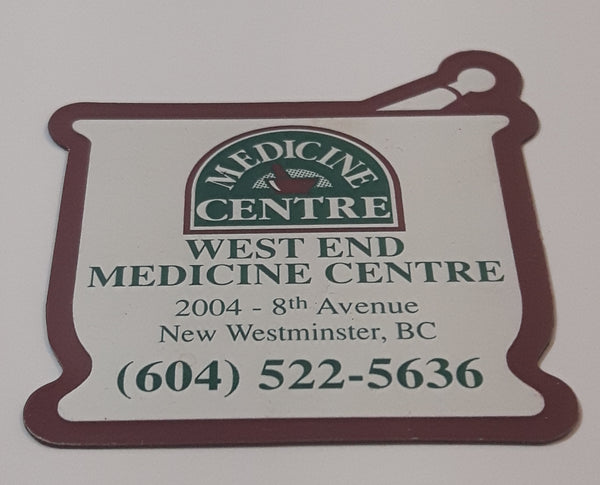 MEDICINE
CENTRE
WEST END
MEDICINE CENTRE
2004 - 8th Avenue
New Westminster, BC
(604) 522-5636